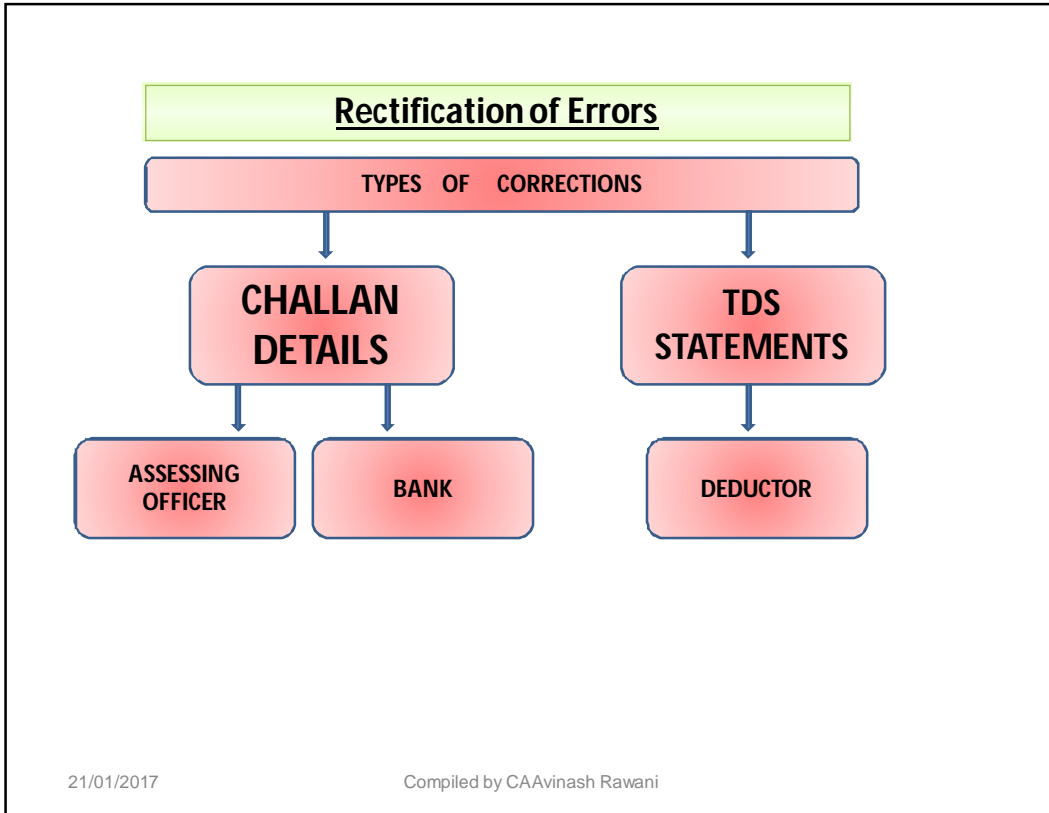 Rectification of Errors
TYPES OF CORRECTIONS
CHALLAN
DETAILS
TDS
STATEMENTS
ASSESSING
OFFICER
BANK
DEDUCTOR
21/01/2017
Compiled by CAAvinash Rawani